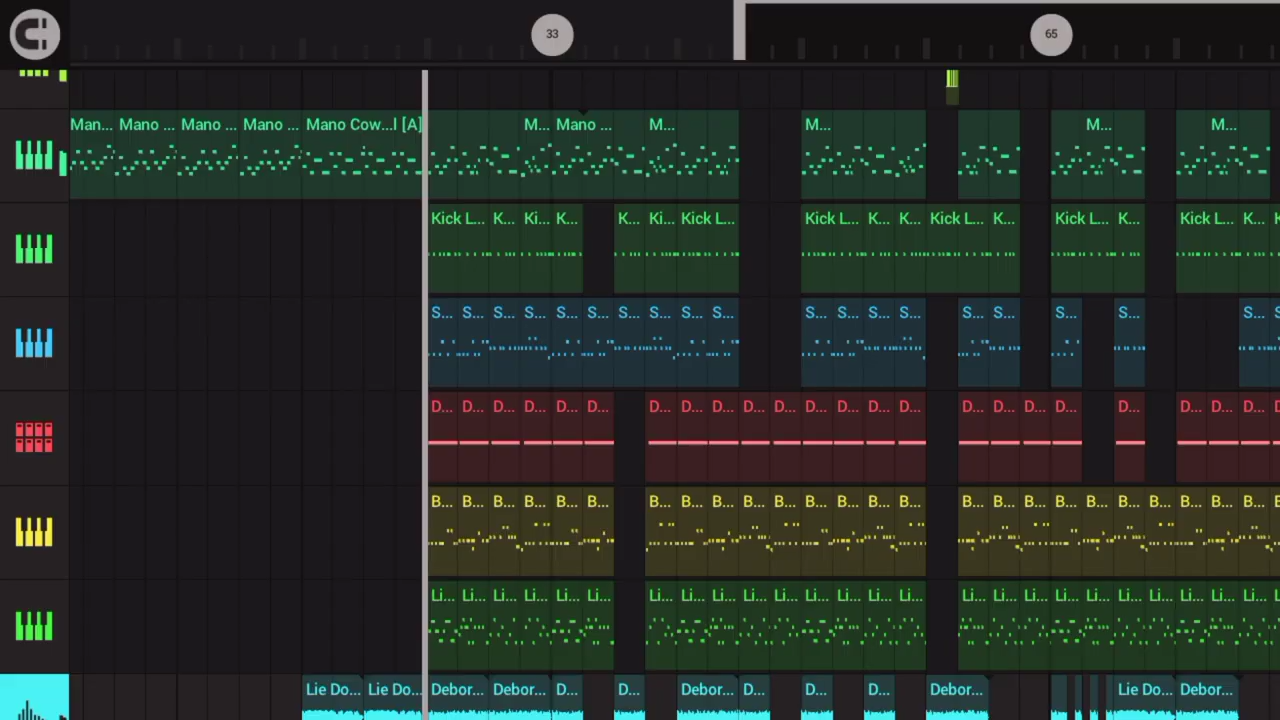 33 65
Man... Mano ... Mano ... Mano ... Mano Cow...l [A] M... Mano ... M... M... M... M...
Kick L... K... Ki... K... K... Ki... Kick L... Kick L... K... K... Kick L... K... Kick L... K... Kick L... K...
S... S... S... S... S... S... S... S... S... S... S... S... S... S... S... S... S... S... S...
D... D... D... D... D... D... D... D... D... D... D... D... D... D... D... D... D... D... D... D... D... D... D... D...
B... B... B... B... B... B... B... B... B... B... B... B... B... B... B... B... B... B... B... B... B... B... B... B... B...
Li... Li... Li... Li... Li... Li... Li... Li... Li... Li... Li... Li... Li... Li... Li... Li... Li... Li... Li... Li... Li... Li... Li... Li... Li...
Lie Do... Lie Do... Debor... Debor... D... D... Debor... D... D... D... Debor... Lie Do... Debor...